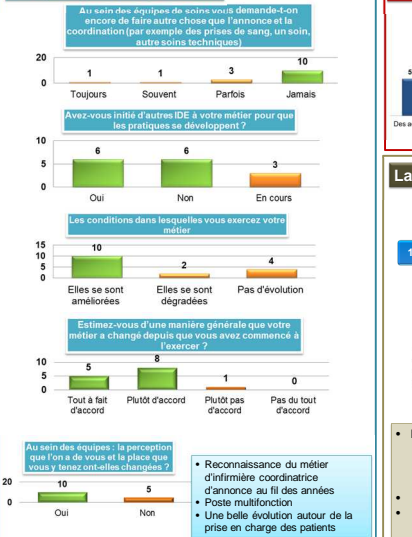 Au sein des équipes de soins vous demande-t-on
encore de faire autre chose que l'annonce et la
coordination (par exemple des prises de sang, un soin,
autre soins techniques)
20
0
1
1
3
10
Toujours
Souvent
Parfois
Jamais
Avez-vous initié d'autres IDE à votre métier pour que
les pratiques se développent ?
10
5
0
6
6
3
Oui
Non
En cours
Les conditions dans lesquelles vous exercez votre
métier
15
10
5
0
10
2
4
Elles se sont
améliorées
Elles se sont
dégradées
Pas d'évolution
Estimez-vous d'une manière générale que votre
métier a changé depuis que vous avez commencé à
l'exercer ?
10
5
0
5
8
1
0
Tout à fait
d'accord
Plutôt d'accord
Plutôt pas
d'accord
Pas du tout
d'accord
Au sein des équipes : la perception
que l'on a de vous et la place que
vous y tenez ont-elles changées ?
20
0
10
5
Oui
Non
• Reconnaissance du métier
d'infirmière coordinatrice
d'annonce au fil des années
• Poste multifonction
• Une belle évolution autour de la
prise en charge des patients
5
La
1